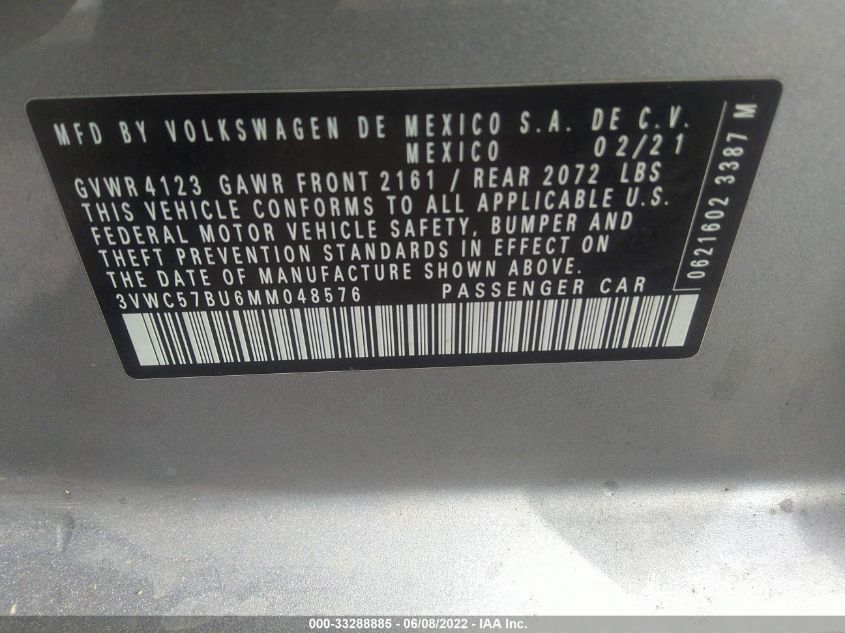 MFD BY VOLKSWAGEN DE MEXICO S.A. DE C.V.
MEXICO 02/21
GVWR 4123 GAWR FRONT 2161 / REAR 2072 LBS
THIS VEHICLE CONFORMS TO ALL APPLICABLE U.S.
FEDERAL MOTOR VEHICLE SAFETY, BUMPER AND
THEFT PREVENTION STANDARDS IN EFFECT ON
THE DATE OF MANUFACTURE SHOWN ABOVE.
3VWC57BU6MM048576 PASSENGER CAR
0621602 3387 M
000-33288885 - 06/08/2022 - IAA Inc.